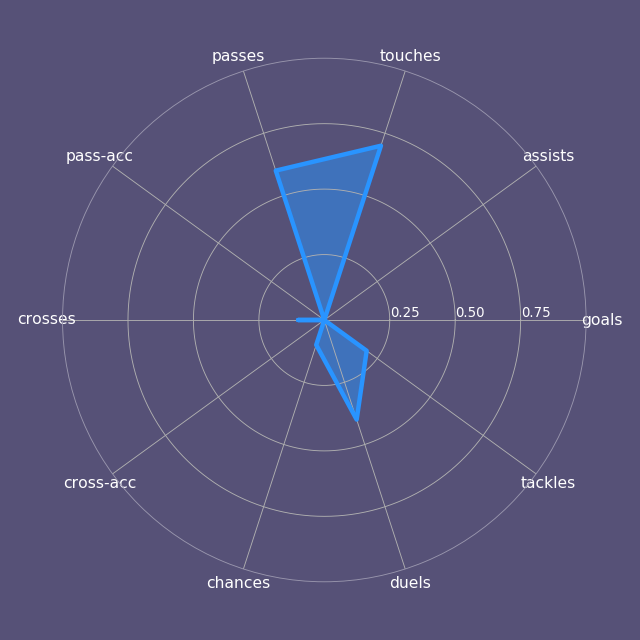 passes
touches
pass-acc
assists
crosses
0.25
0.50
0.75
goals
cross-acc
tackles
chances
duels